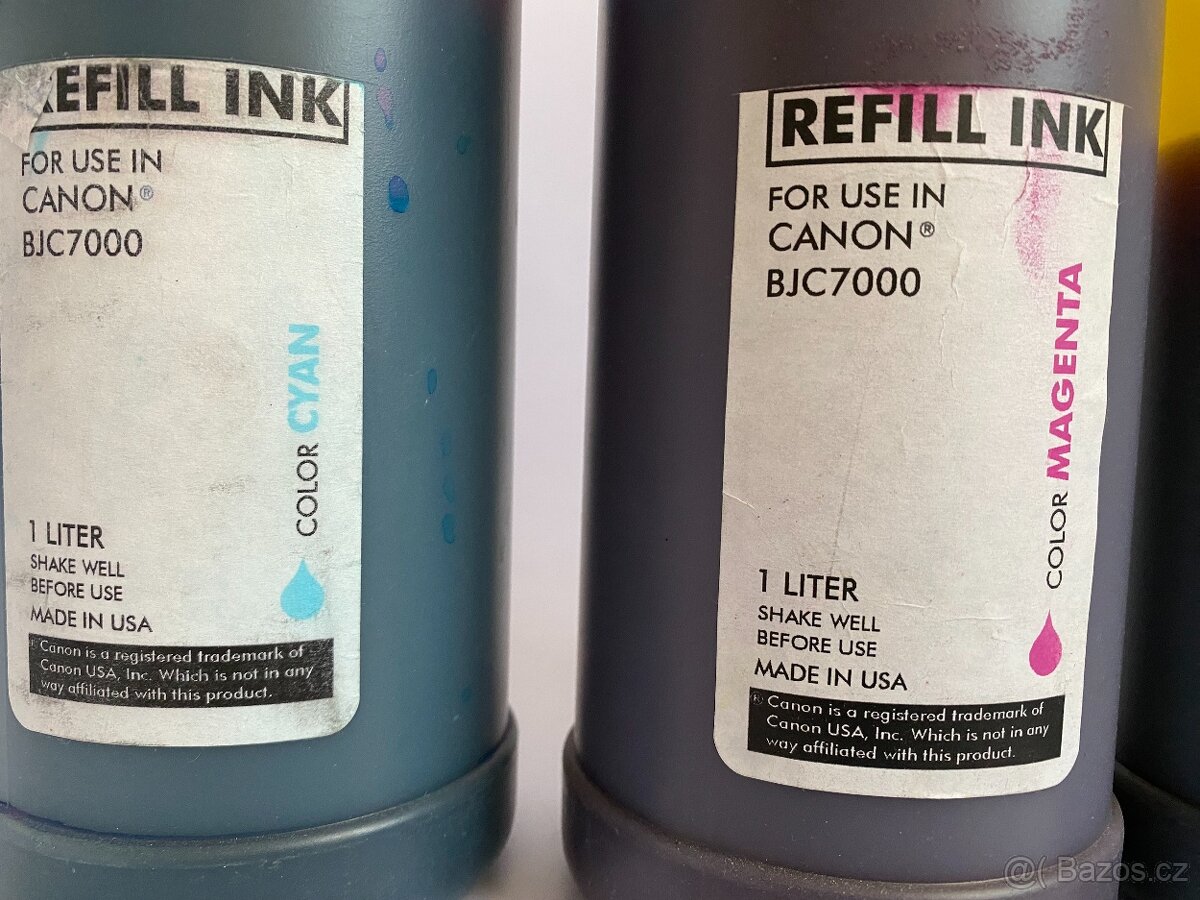 REFILL INK
FOR USE IN
CANON®
BJC7000
COLOR CYAN
1 LITER
SHAKE WELL
BEFORE USE
MADE IN USA
® Canon is a registered trademark of
Canon USA, Inc. Which is not in any
way affiliated with this product.
REFILL INK
FOR USE IN
CANON®
BJC7000
COLOR MAGENTA
1 LITER
SHAKE WELL
BEFORE USE
MADE IN USA
® Canon is a registered trademark of
Canon USA, Inc. Which is not in any
way affiliated with this product.
@( Bazos.cz